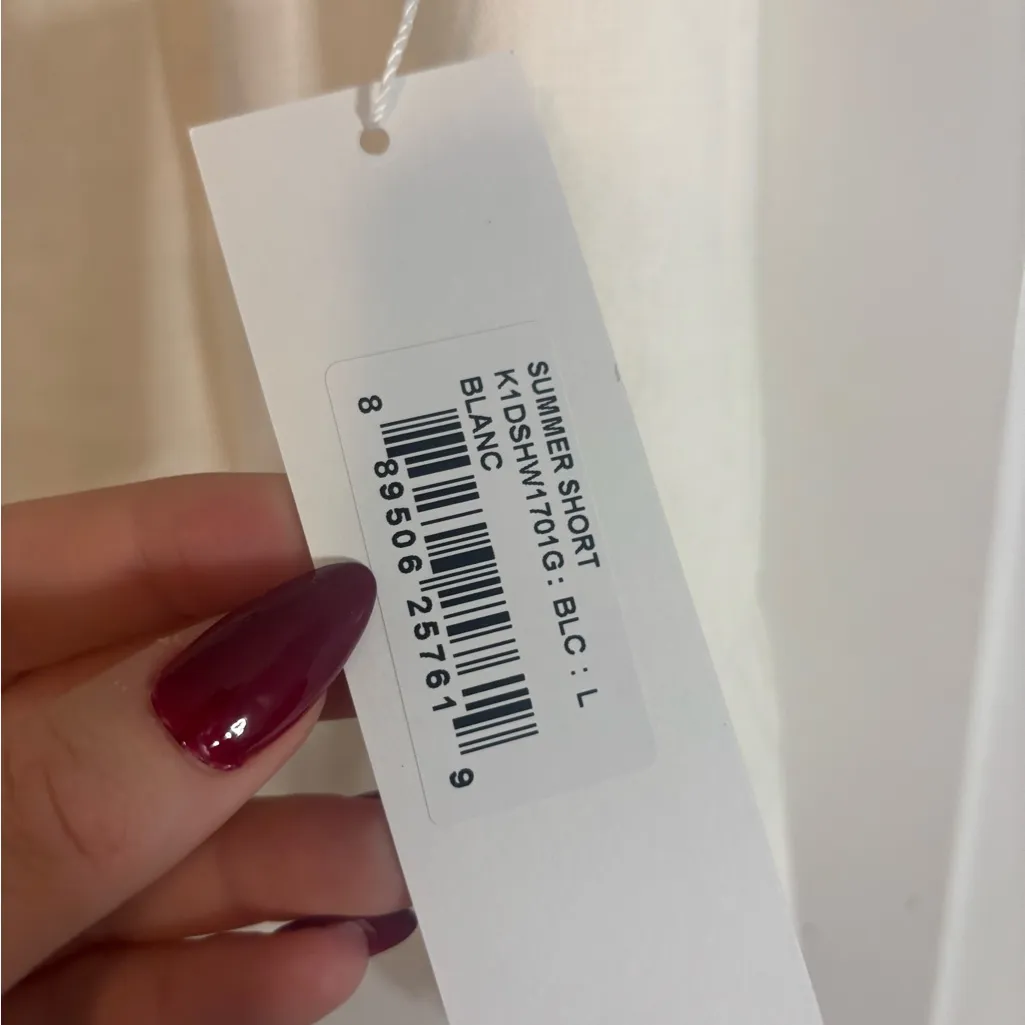 SUMMER SHORT
K1DSHW1701G: BLC : L
BLANC
8 89506 25761 9